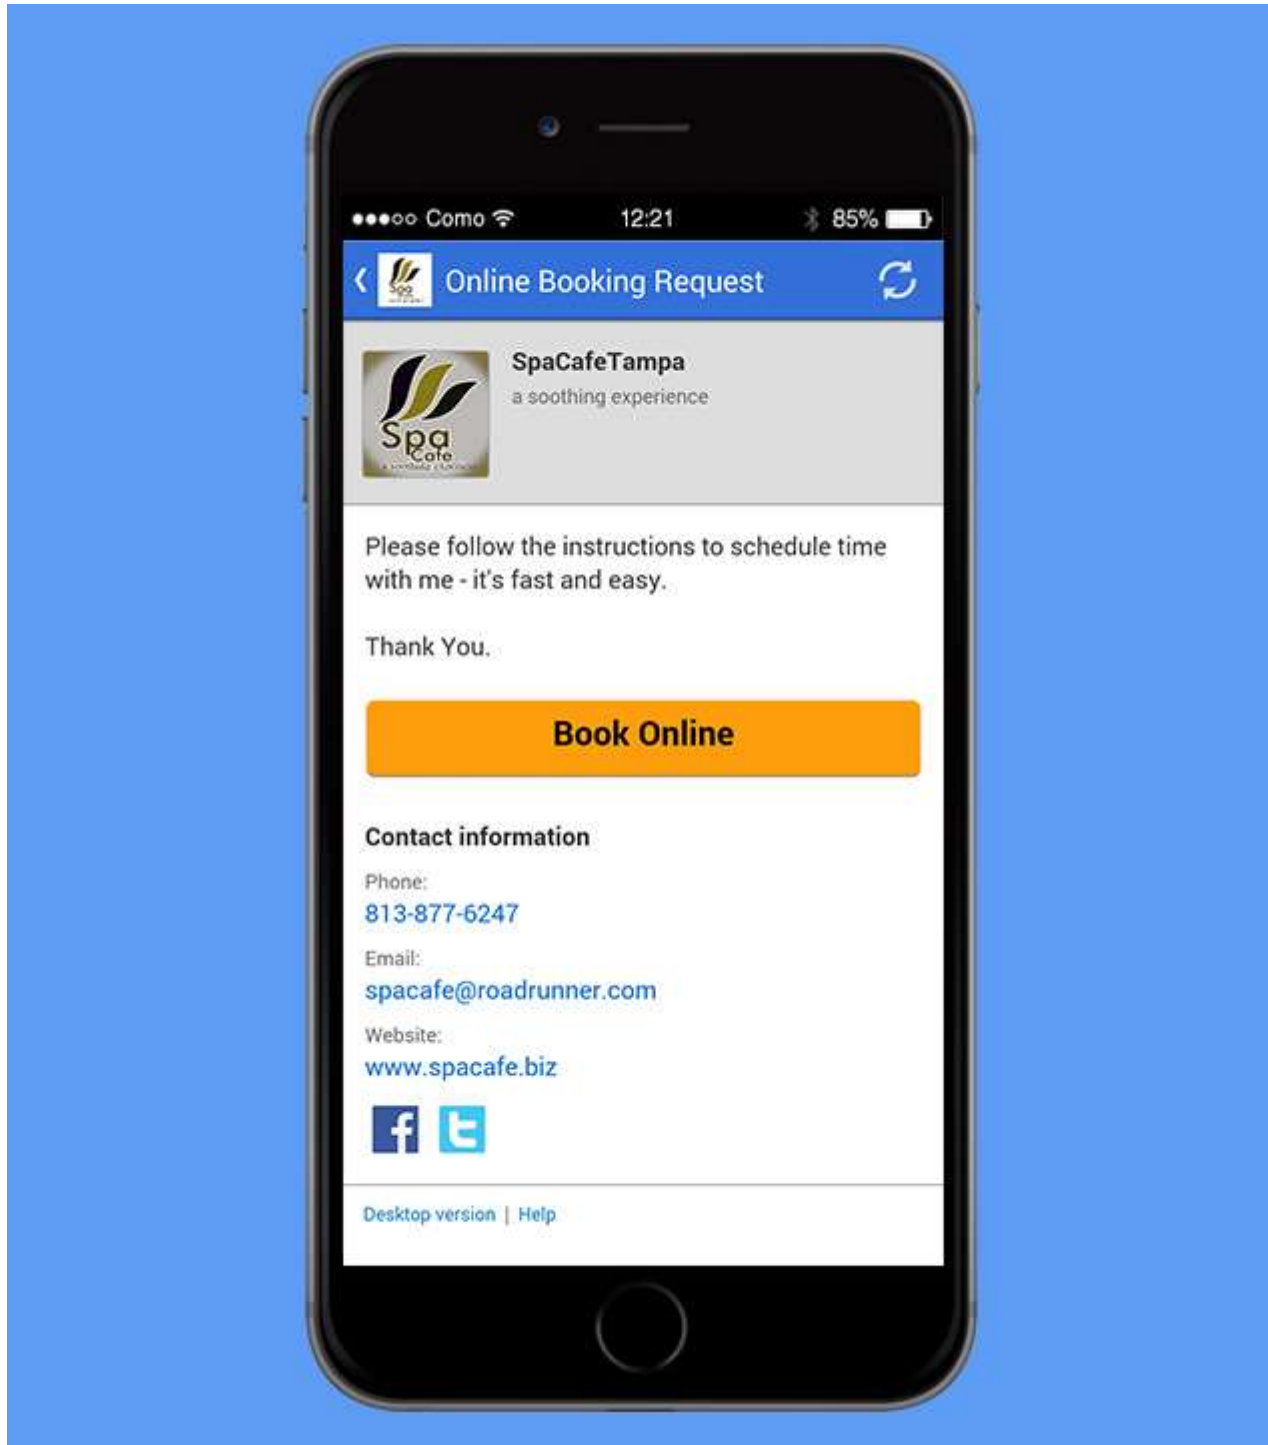 Como 12:21 85%
Spa
Online Booking Request
SpaCafeTampa
a soothing experience
Spa
Cafe
Please follow the instructions to schedule time
with me - it's fast and easy.
Thank You.
Book Online
Contact information
Phone:
813-877-6247
Email:
spacafe@roadrunner.com
Website:
www.spacafe.biz
Desktop version | Help